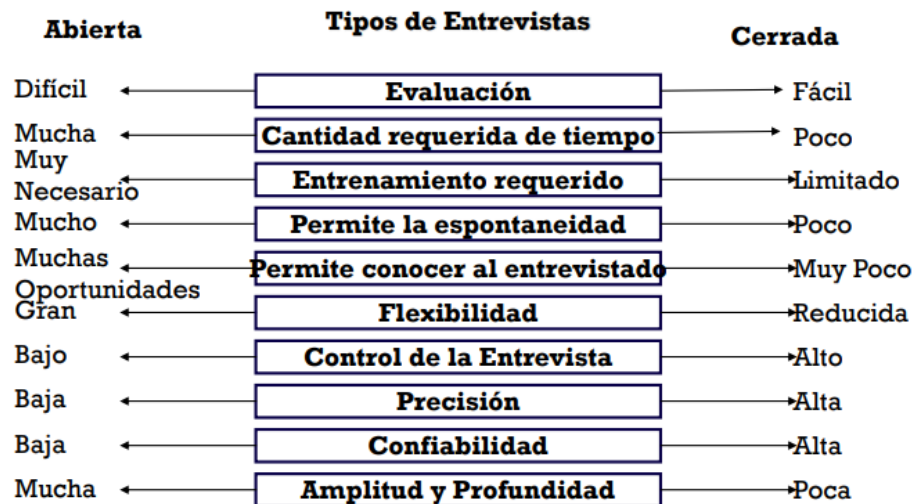 Abierta Tipos de Entrevistas Cerrada
Difícil Evaluación Fácil
Mucha Cantidad requerida de tiempo Poco
Muy
Necesario Entrenamiento requerido Limitado
Mucho Permite la espontaneidad Poco
Muchas
Oportunidades Permite conocer al entrevistado Muy Poco
Gran Flexibilidad Reducida
Bajo Control de la Entrevista Alto
Baja Precisión Alta
Baja Confiabilidad Alta
Mucha Amplitud y Profundidad Poca